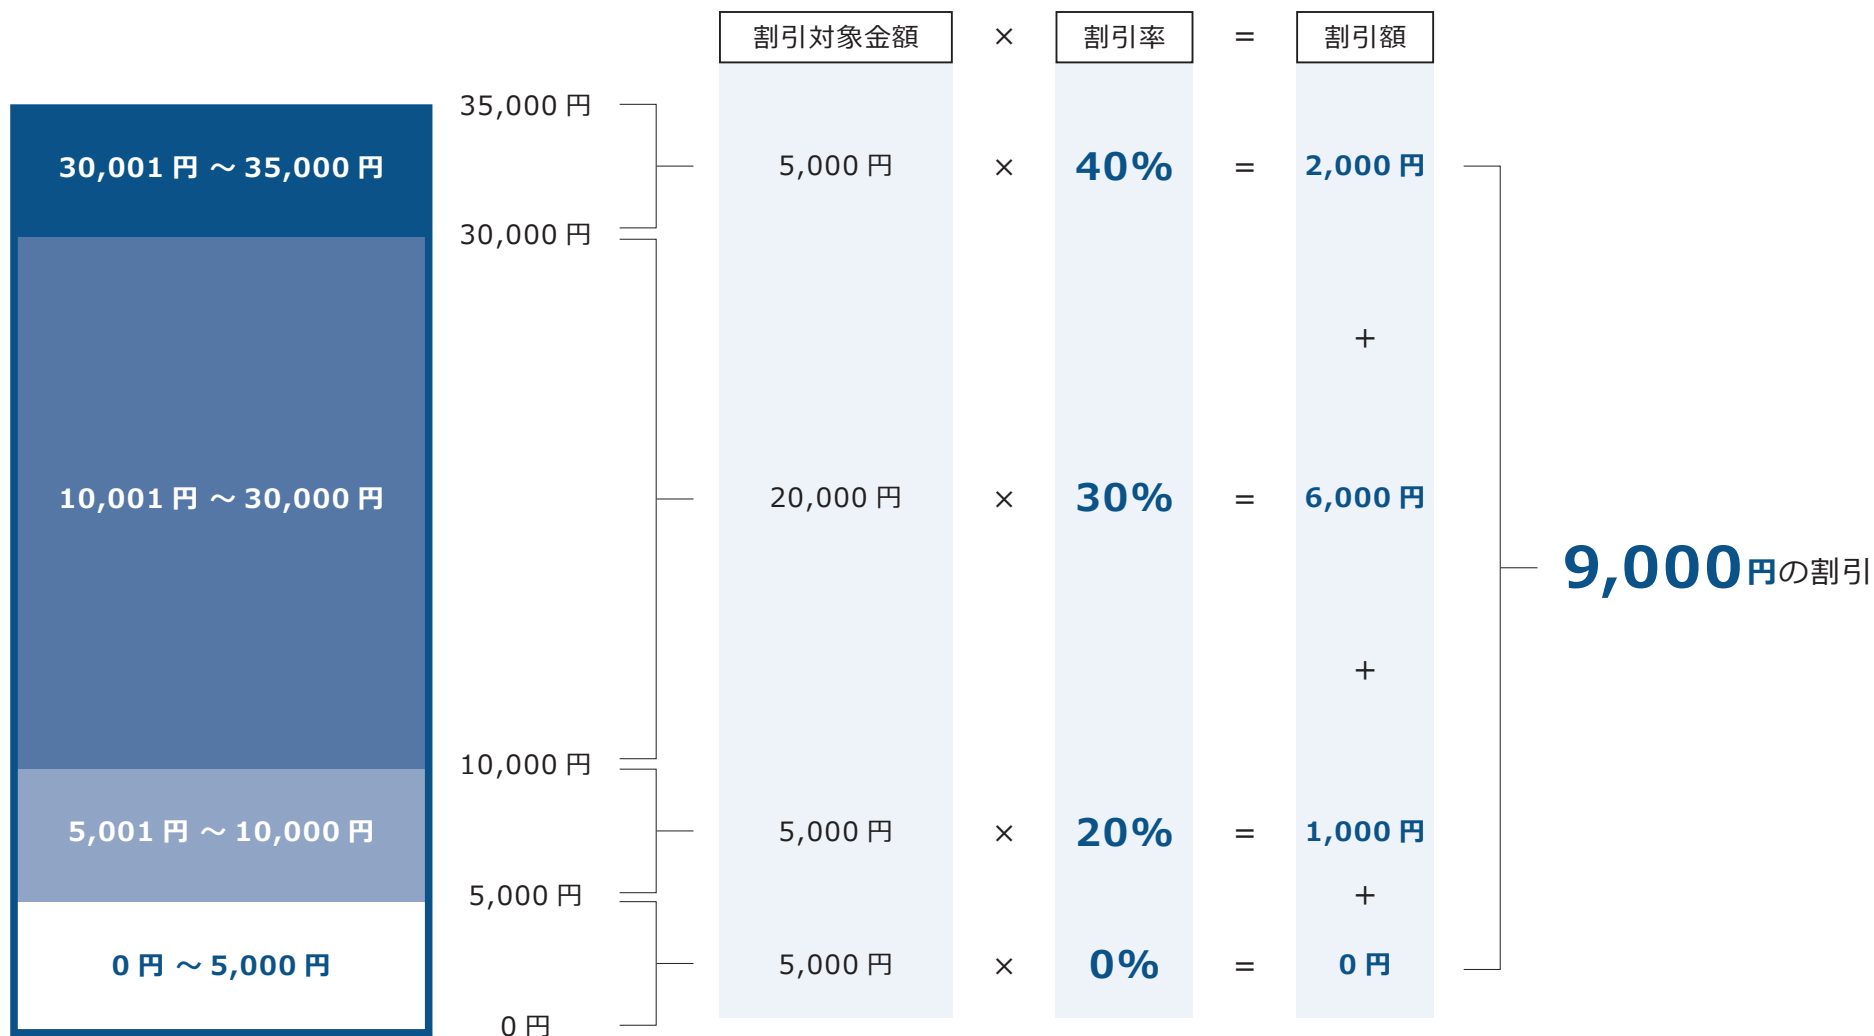 割引対象金額 × 割引率 = 割引額
35,000 円
30,001 円 ～ 35,000 円
5,000 円 × 40% = 2,000 円
30,000 円
+
10,001 円 ～ 30,000 円
20,000 円 × 30% = 6,000 円
9,000円の割引
+
10,000 円
5,001 円 ～ 10,000 円
5,000 円 × 20% = 1,000 円
5,000 円
+
0 円 ～ 5,000 円
5,000 円 × 0% = 0 円
0 円